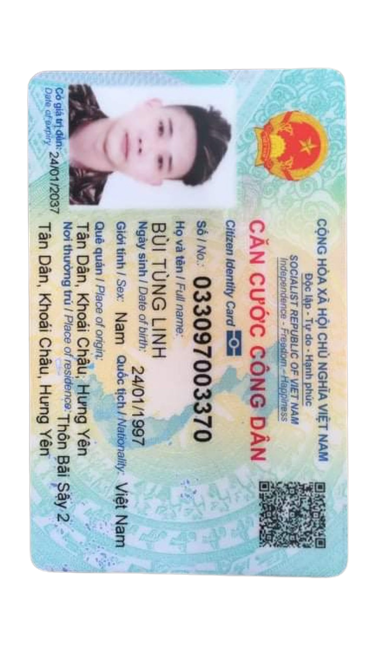 CỘNG HÒA XÃ HỘI CHỦ NGHĨA VIỆT NAM
Độc lập - Tự do - Hạnh phúc
SOCIALIST REPUBLIC OF VIET NAM
Independence - Freedom - Happiness
CĂN CƯỚC CÔNG DÂN
Citizen Identity Card
Số / No.: 033097003370
Họ và tên / Full name:
BÙI TÙNG LINH
Ngày sinh / Date of birth: 24/01/1997
Giới tính / Sex: Nam Quốc tịch / Nationality: Việt Nam
Quê quán / Place of origin:
Tân Dân, Khoái Châu, Hưng Yên
Nơi thường trú / Place of residence: Thôn Bãi Sậy 2
Tân Dân, Khoái Châu, Hưng Yên
Có giá trị đến: 24/01/2037
Date of expiry